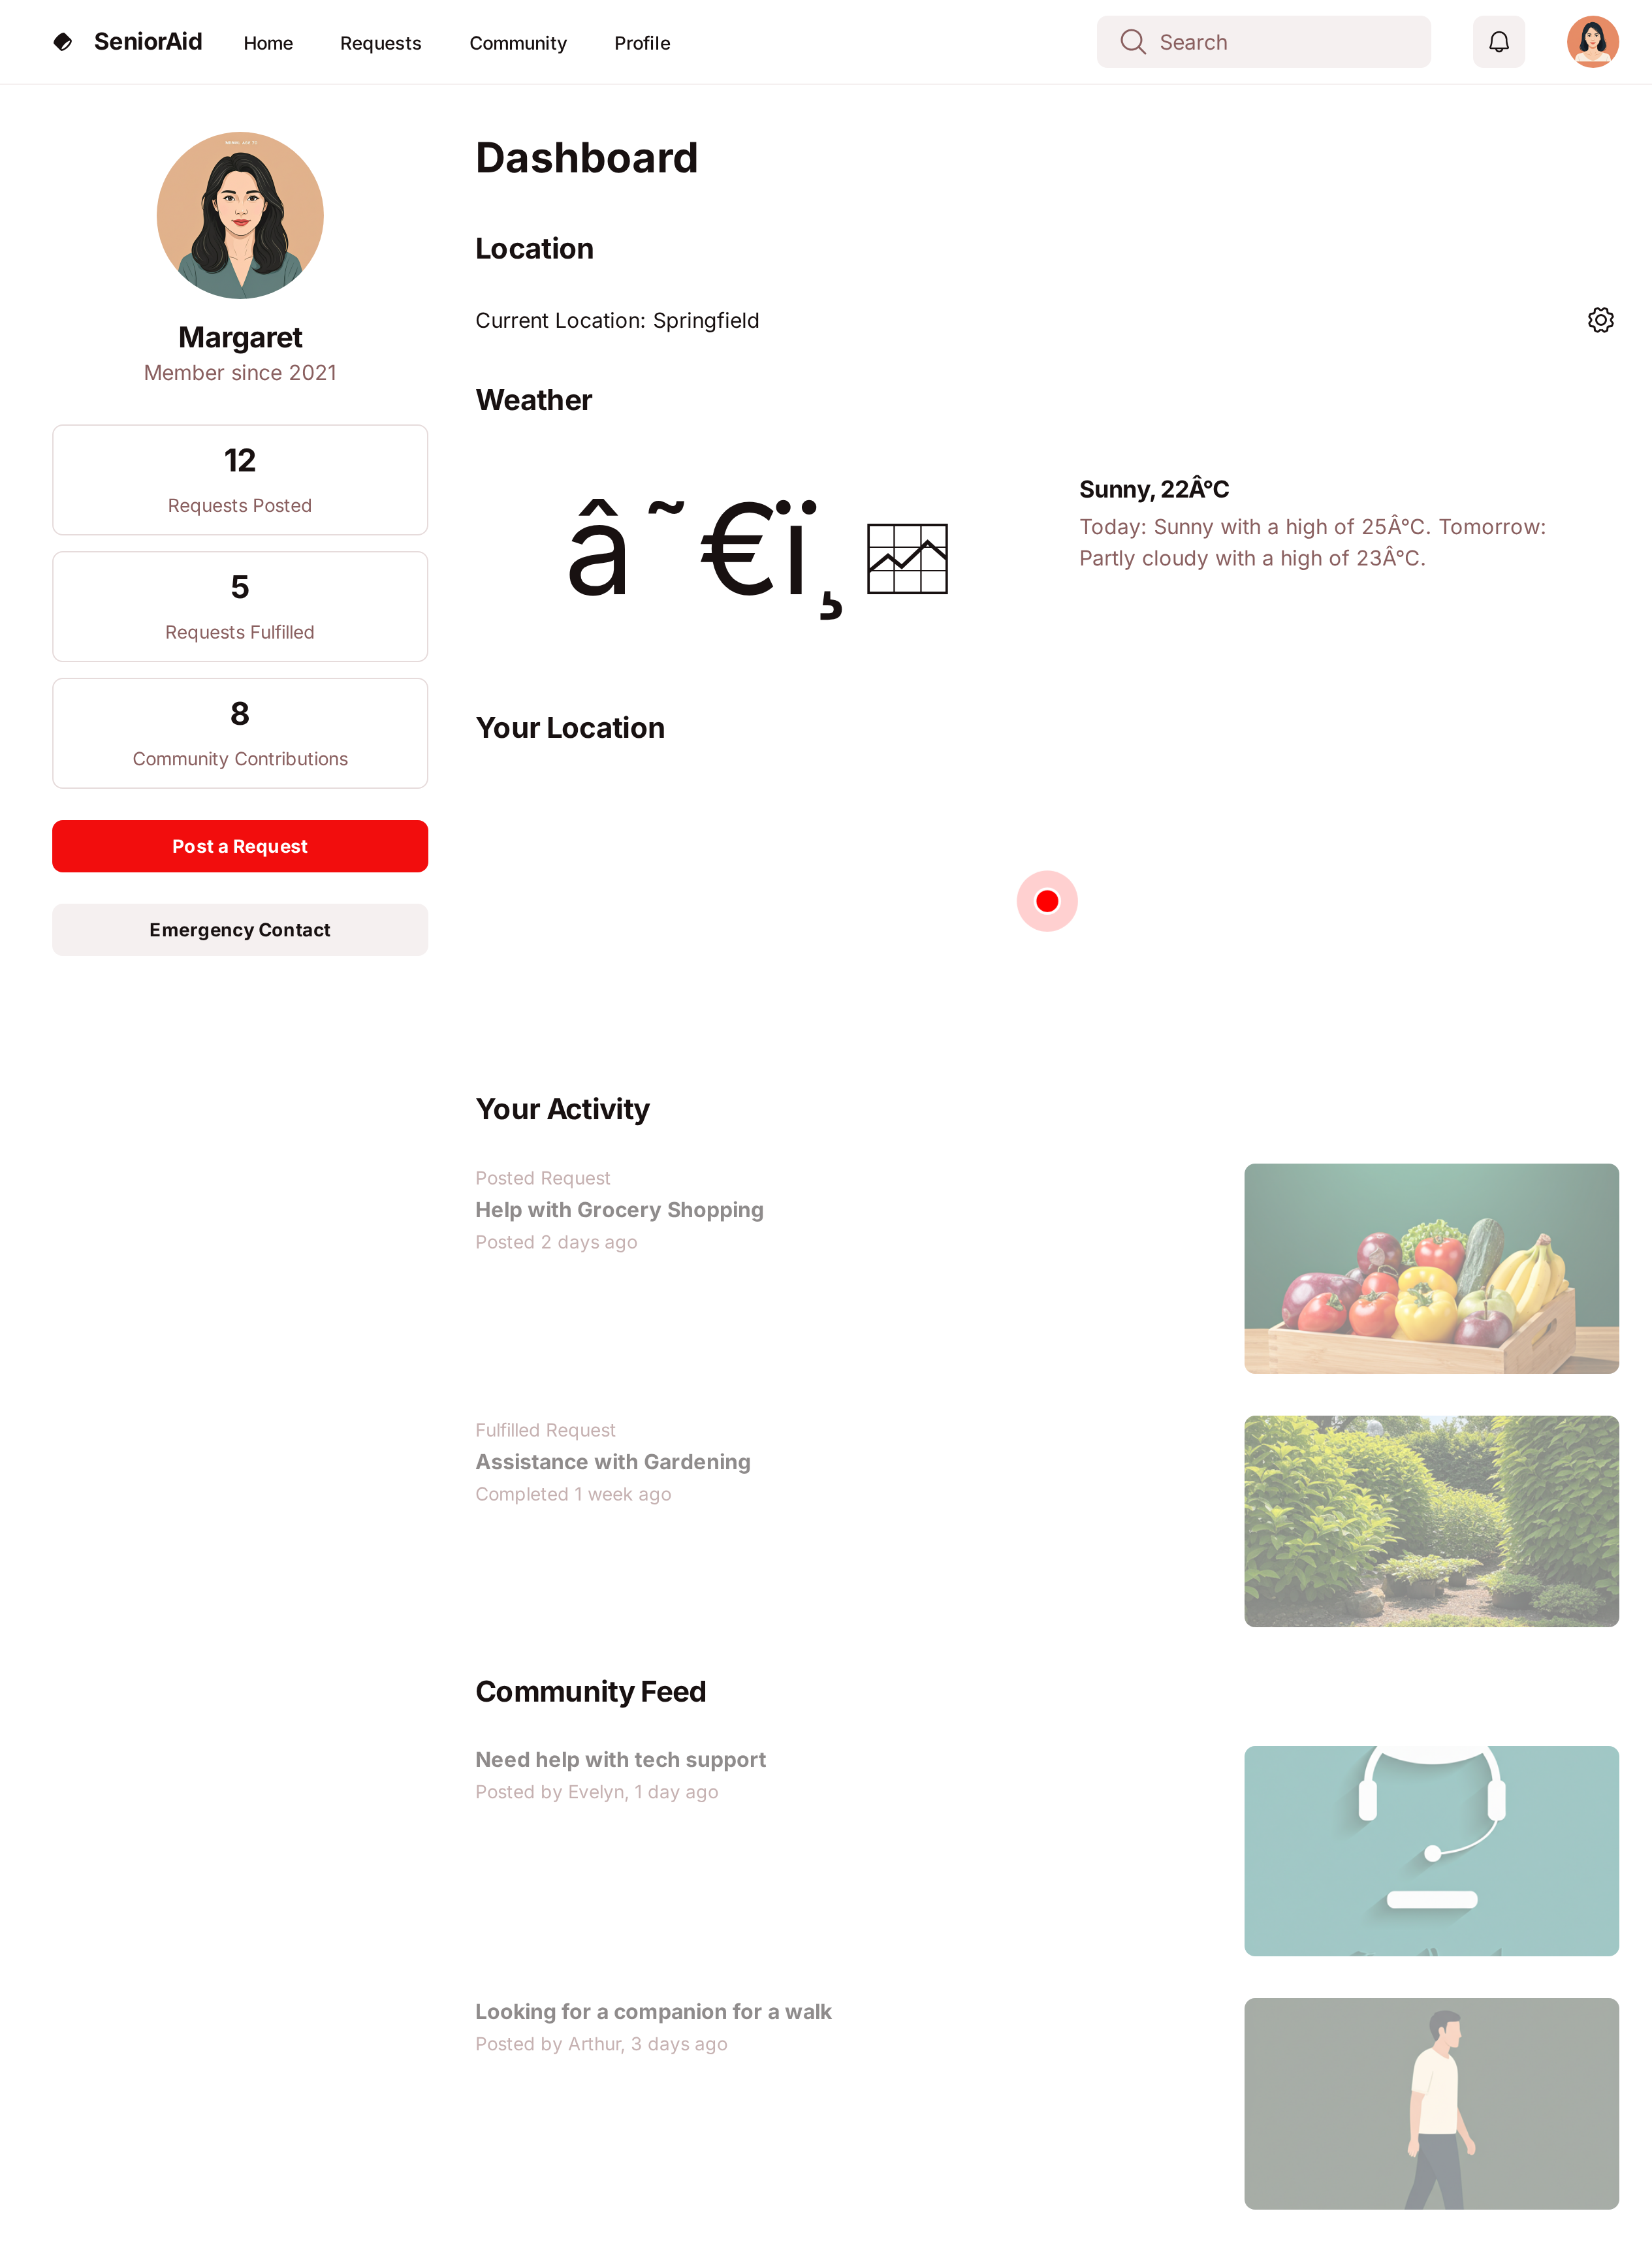 SeniorAid
Home
Requests
Community
Profile
Search
Margaret
Member since 2021
12
Requests Posted
5
Requests Fulfilled
8
Community Contributions
Post a Request
Emergency Contact
Dashboard
Location
Current Location: Springfield
Weather
â˜€ï¸
Sunny, 22Â°C
Today: Sunny with a high of 25Â°C. Tomorrow:
Partly cloudy with a high of 23Â°C.
Your Location
Your Activity
Posted Request
Help with Grocery Shopping
Posted 2 days ago
Fulfilled Request
Assistance with Gardening
Completed 1 week ago
Community Feed
Need help with tech support
Posted by Evelyn, 1 day ago
Looking for a companion for a walk
Posted by Arthur, 3 days ago